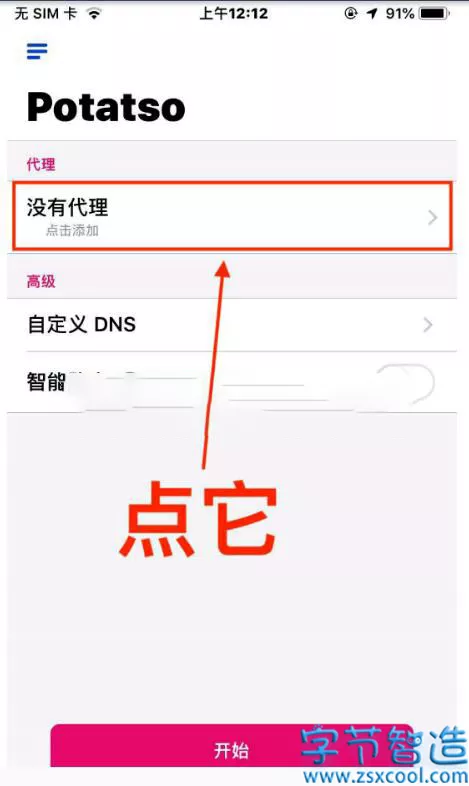 无 SIM 卡 上午12:12 91%
Potatso
代理
没有代理
点击添加
高级
自定义 DNS
智能
点它
开始
字节智造
www.zsxcool.com